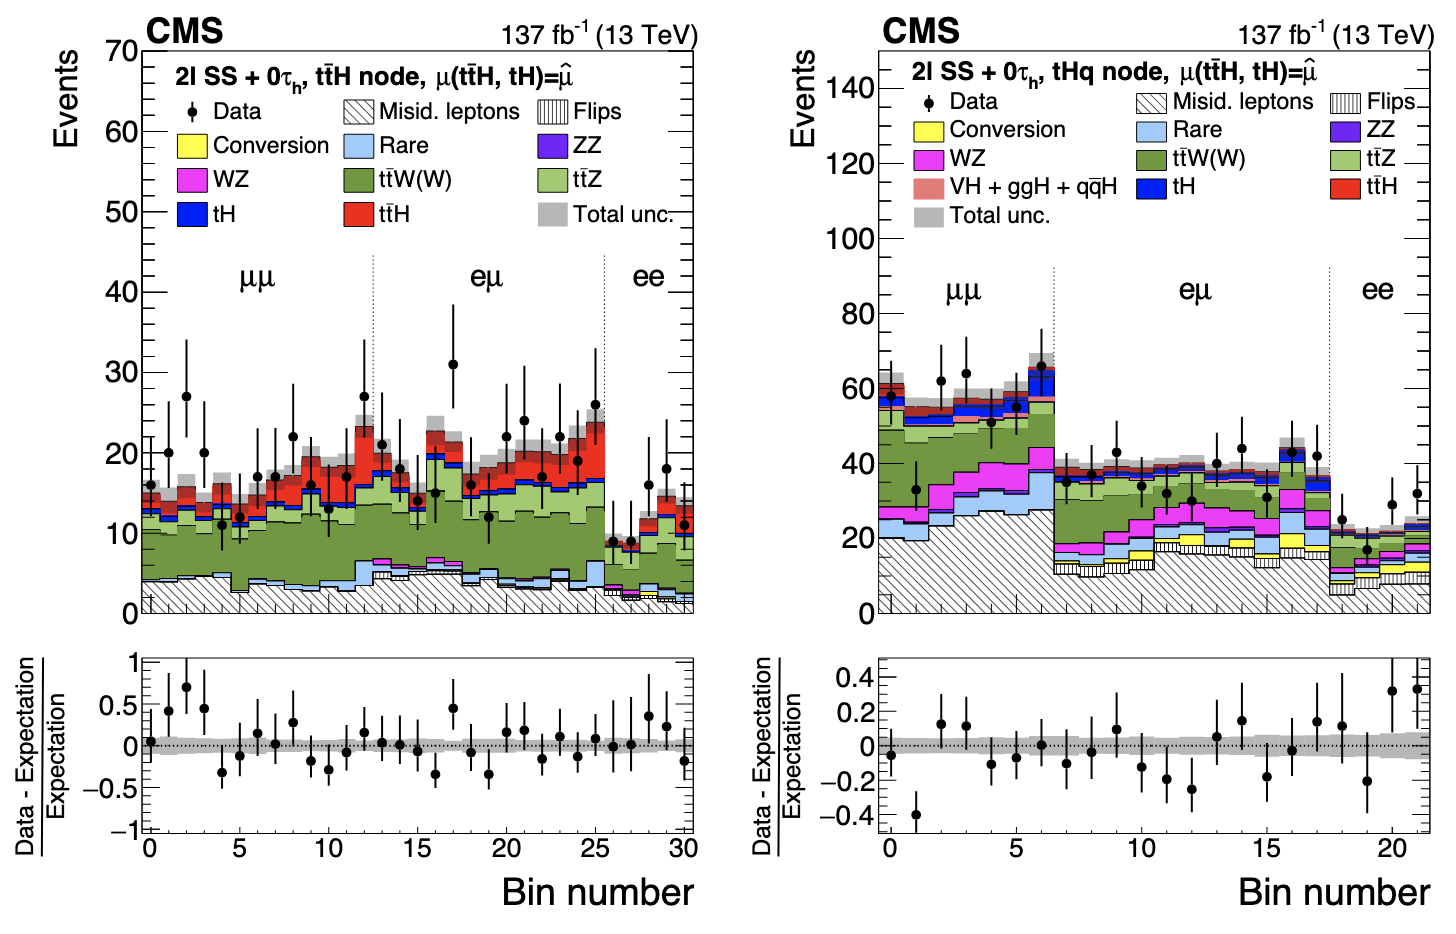 CMS 137 fb⁻¹ (13 TeV)
Events
70
60
50
40
30
20
10
0
2l SS + 0τh, tt̄H node, μ(tt̄H, tH)=μ̂
Data Misid. leptons Flips
Conversion Rare ZZ
WZ tt̄W(W) tt̄Z
tH tt̄H Total unc.
μμ eμ ee
Data - Expectation
Expectation
1
0.5
0
−0.5
−1
0 5 10 15 20 25 30
Bin number
CMS 137 fb⁻¹ (13 TeV)
Events
140
120
100
80
60
40
20
0
2l SS + 0τh, tHq node, μ(tt̄H, tH)=μ̂
Data Misid. leptons Flips
Conversion Rare ZZ
WZ tt̄W(W) tt̄Z
VH + ggH + qq̄H tH tt̄H
Total unc.
μμ eμ ee
Data - Expectation
Expectation
0.4
0.2
0
−0.2
−0.4
0 5 10 15 20
Bin number